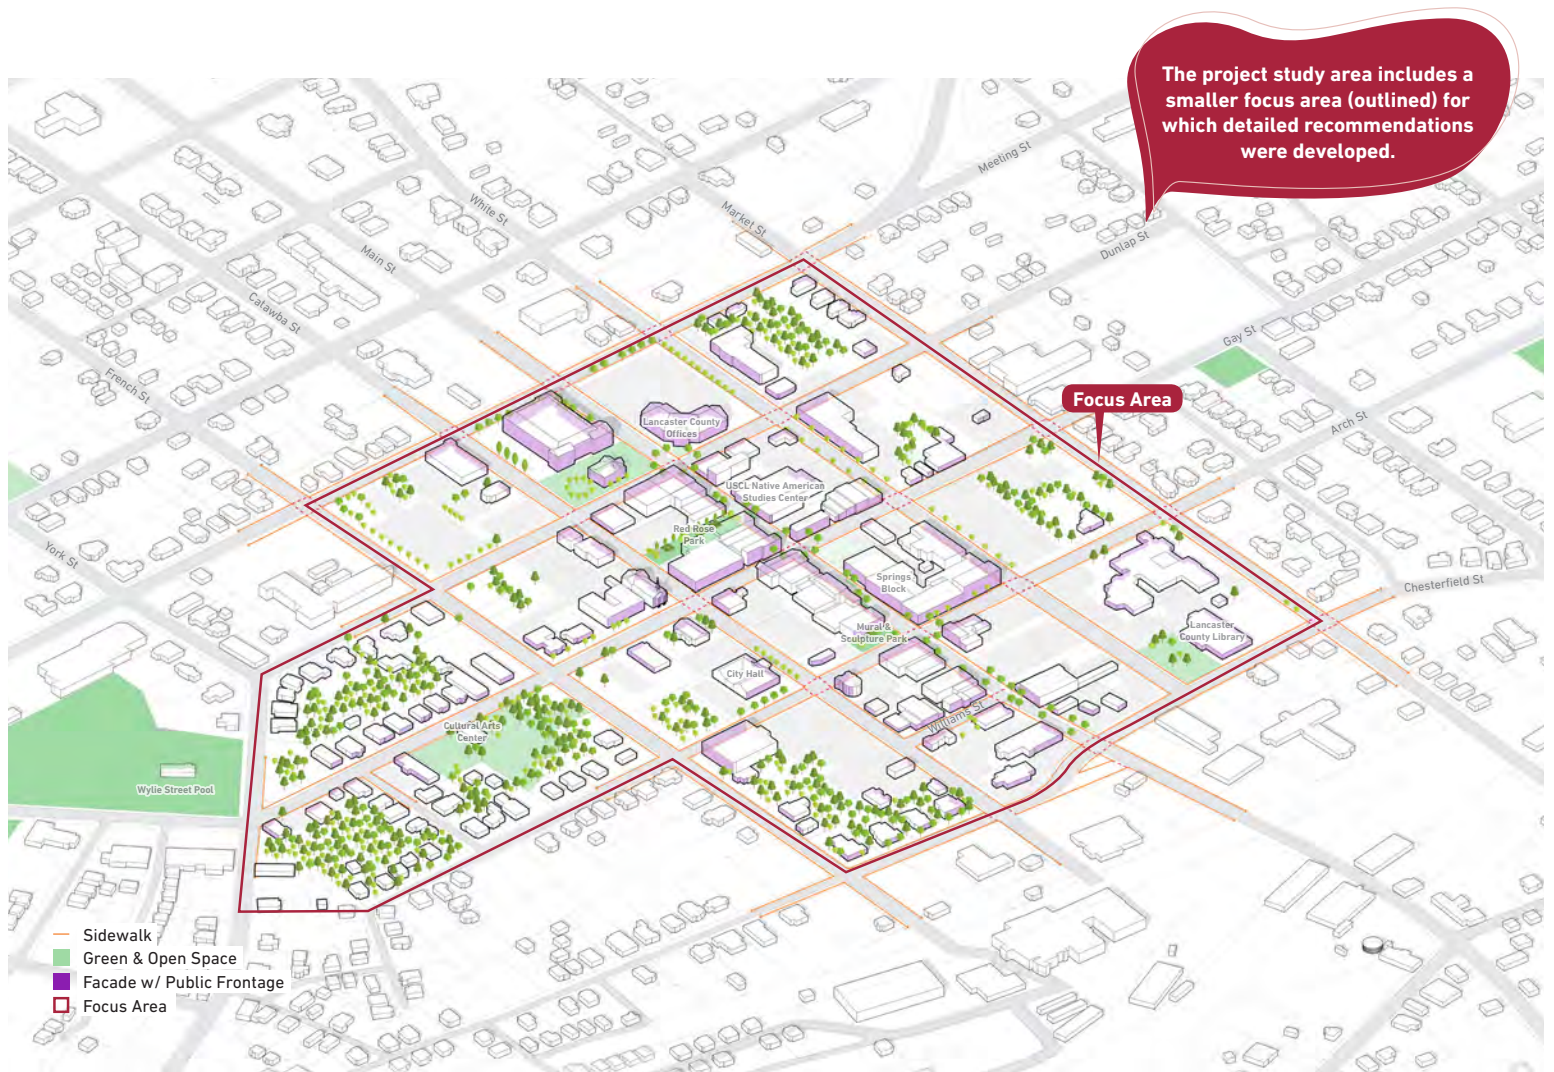 The project study area includes a
smaller focus area (outlined) for
which detailed recommendations
were developed.
Meeting St
White St
Market St
Dunlap St
Main St
Catawba St
Gay St
French St
Focus Area
Arch St
Lancaster County
Offices
USCL Native American
Studies Center
Red Rose
Park
York St
Springs
Block
Chesterfield St
Mural &
Sculpture Park
Lancaster
County Library
City Hall
Williams St
Cultural Arts
Center
Wylie Street Pool
Sidewalk
Green & Open Space
Facade w/ Public Frontage
Focus Area